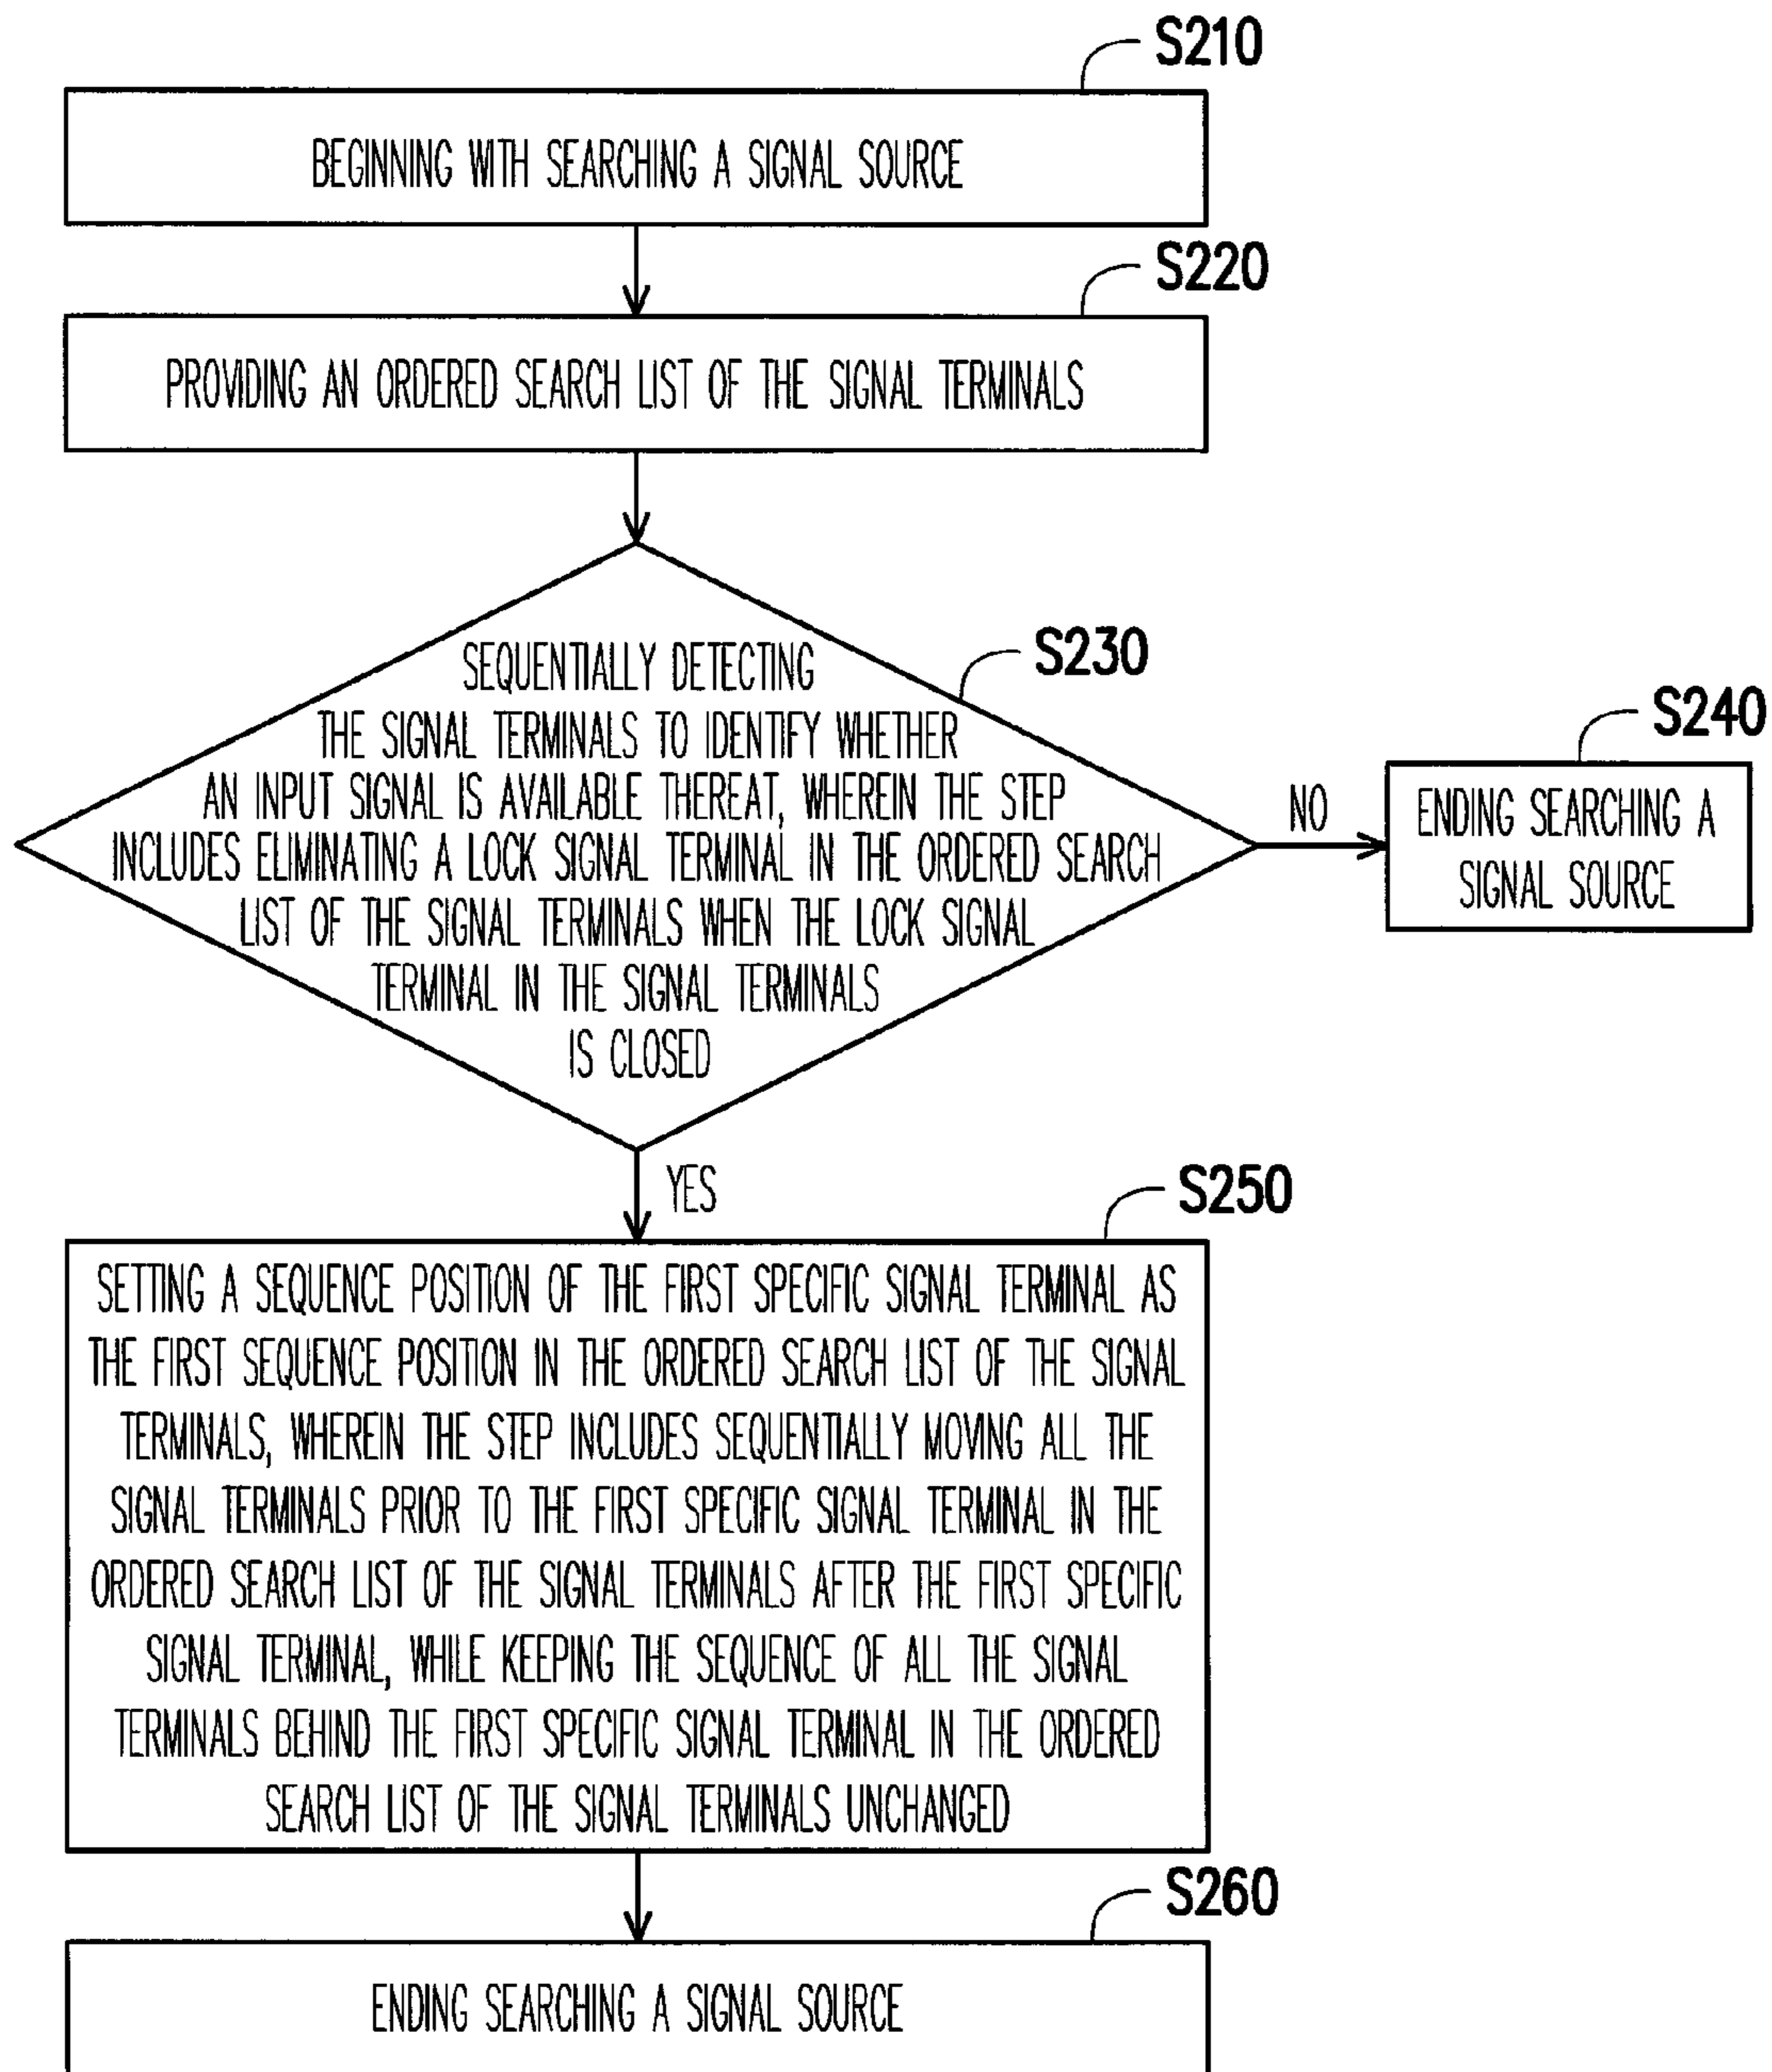 S210
BEGINNING WITH SEARCHING A SIGNAL SOURCE
S220
PROVIDING AN ORDERED SEARCH LIST OF THE SIGNAL TERMINALS
S230
SEQUENTIALLY DETECTING
THE SIGNAL TERMINALS TO IDENTIFY WHETHER
AN INPUT SIGNAL IS AVAILABLE THEREAT, WHEREIN THE STEP
INCLUDES ELIMINATING A LOCK SIGNAL TERMINAL IN THE ORDERED SEARCH
LIST OF THE SIGNAL TERMINALS WHEN THE LOCK SIGNAL
TERMINAL IN THE SIGNAL TERMINALS
IS CLOSED
NO
S240
ENDING SEARCHING A
SIGNAL SOURCE
YES
S250
SETTING A SEQUENCE POSITION OF THE FIRST SPECIFIC SIGNAL TERMINAL AS
THE FIRST SEQUENCE POSITION IN THE ORDERED SEARCH LIST OF THE SIGNAL
TERMINALS, WHEREIN THE STEP INCLUDES SEQUENTIALLY MOVING ALL THE
SIGNAL TERMINALS PRIOR TO THE FIRST SPECIFIC SIGNAL TERMINAL IN THE
ORDERED SEARCH LIST OF THE SIGNAL TERMINALS AFTER THE FIRST SPECIFIC
SIGNAL TERMINAL, WHILE KEEPING THE SEQUENCE OF ALL THE SIGNAL
TERMINALS BEHIND THE FIRST SPECIFIC SIGNAL TERMINAL IN THE ORDERED
SEARCH LIST OF THE SIGNAL TERMINALS UNCHANGED
S260
ENDING SEARCHING A SIGNAL SOURCE